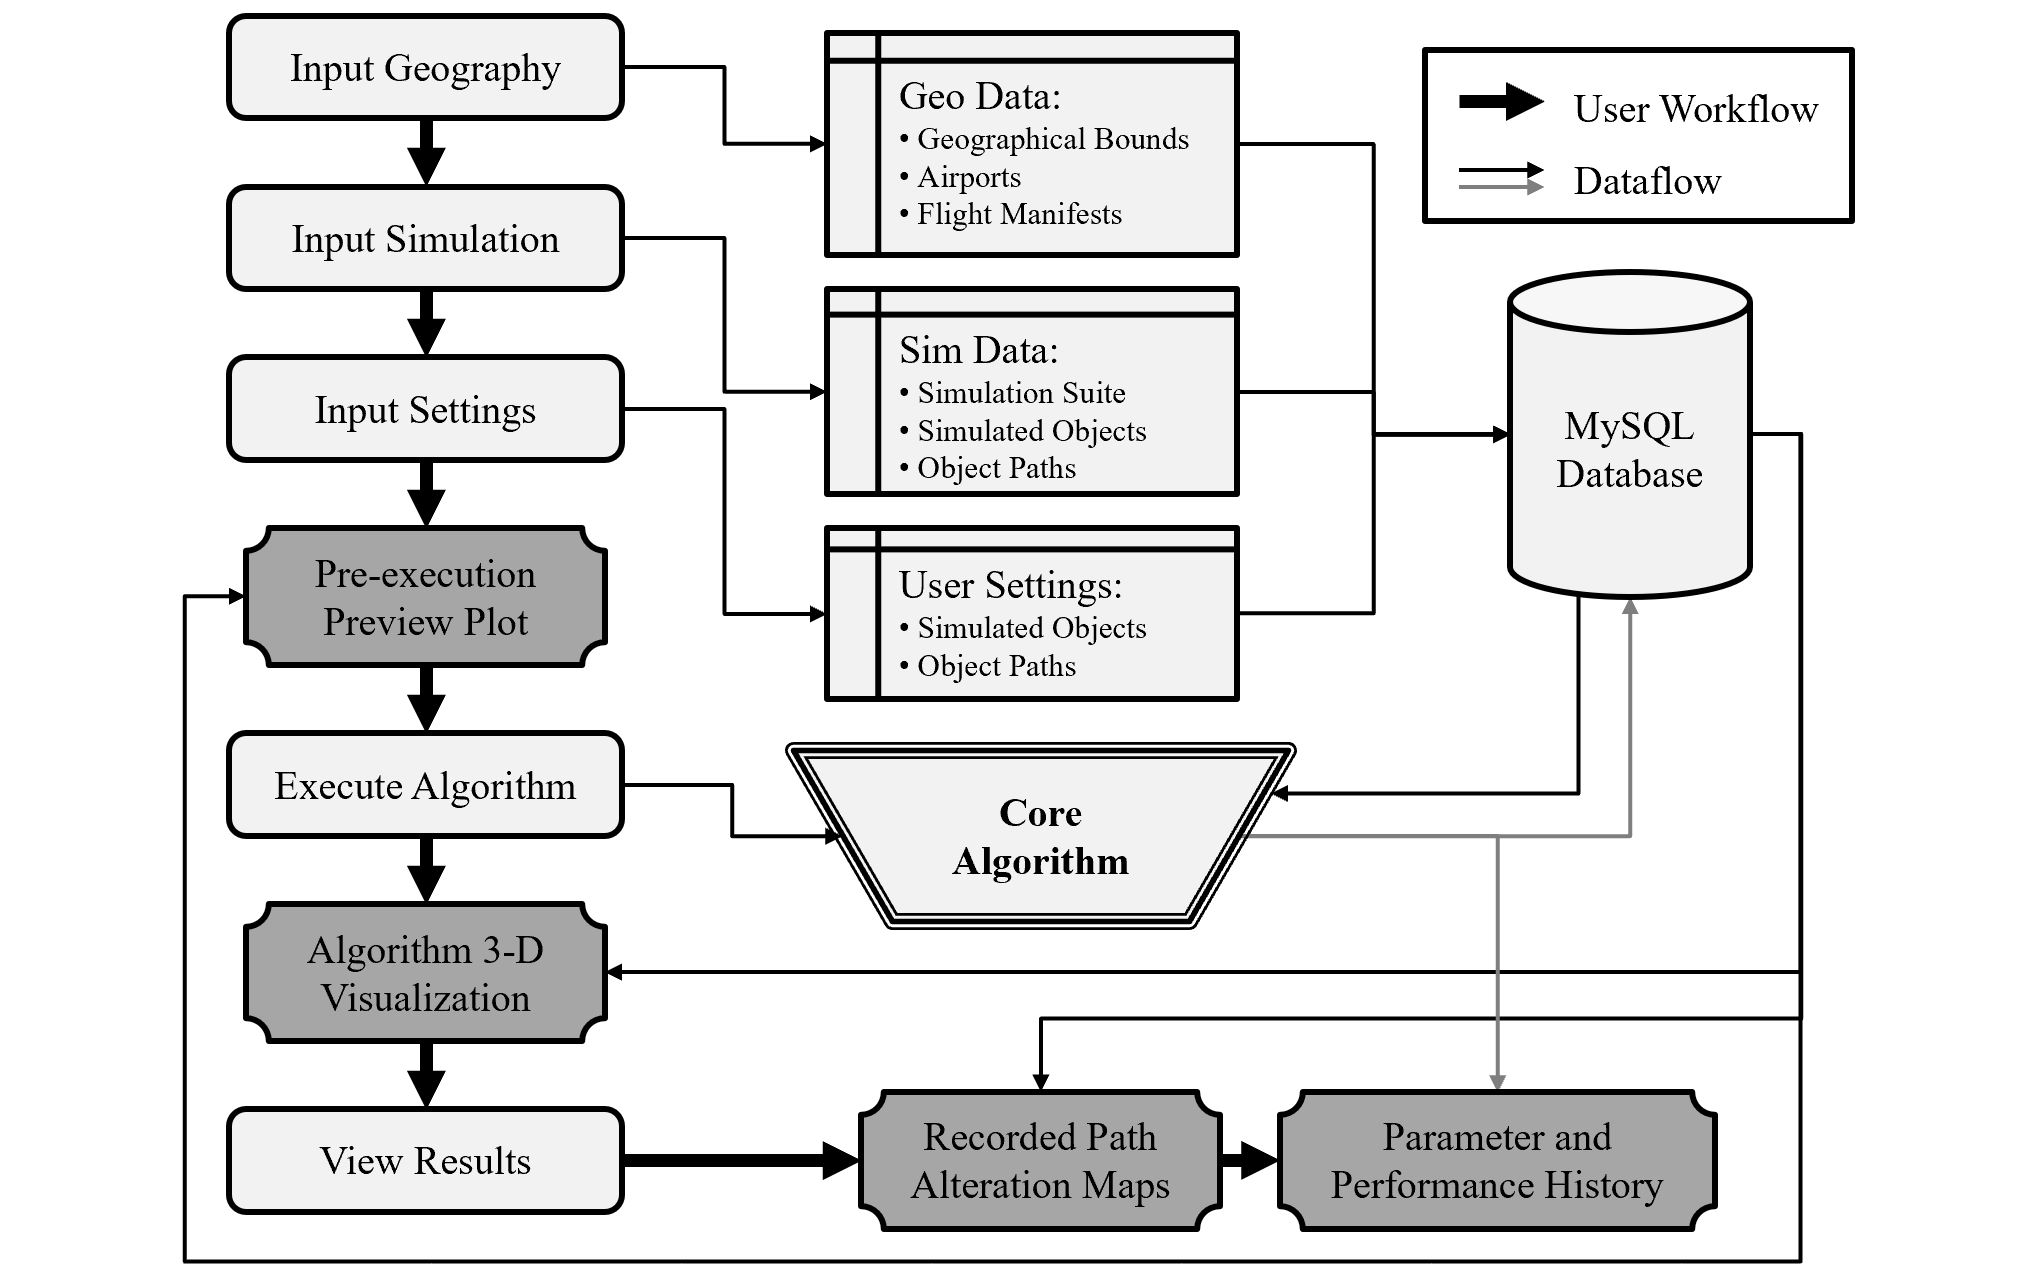 Input Geography
Input Simulation
Input Settings
Pre-execution
Preview Plot
Execute Algorithm
Algorithm 3-D
Visualization
View Results
Geo Data:
• Geographical Bounds
• Airports
• Flight Manifests
Sim Data:
• Simulation Suite
• Simulated Objects
• Object Paths
User Settings:
• Simulated Objects
• Object Paths
Core
Algorithm
Recorded Path
Alteration Maps
Parameter and
Performance History
User Workflow
Dataflow
MySQL
Database